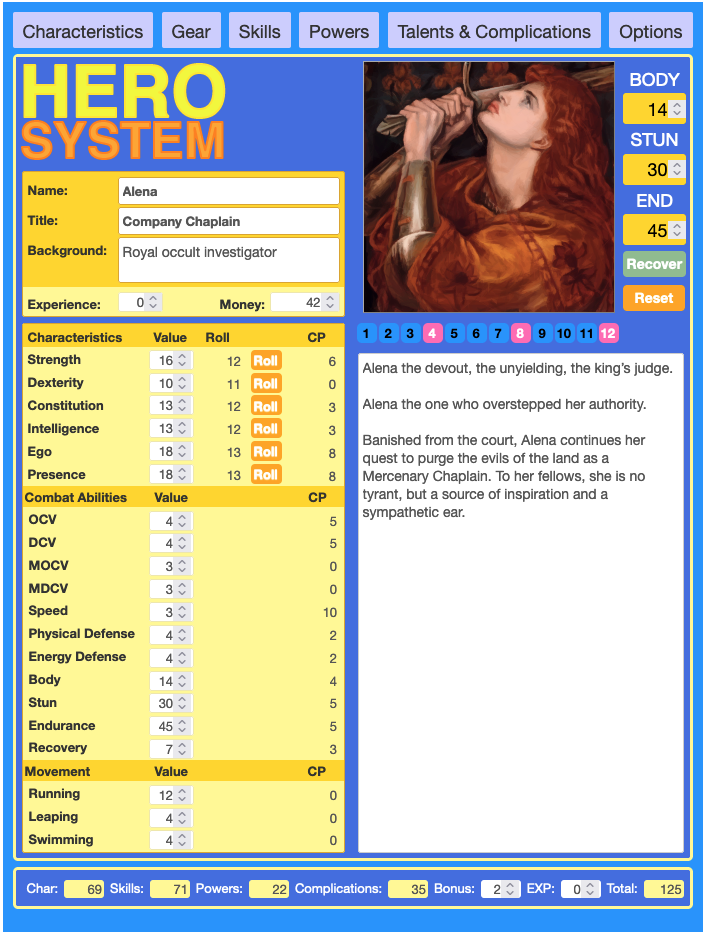 Characteristics Gear Skills Powers Talents & Complications Options
HERO
SYSTEM
BODY
14
STUN
30
END
45
Recover
Reset
Name: Alena
Title: Company Chaplain
Background: Royal occult investigator
Experience: 0 Money: 42
Characteristics Value Roll CP
Strength 16 12 Roll 6
Dexterity 10 11 Roll 0
Constitution 13 12 Roll 3
Intelligence 13 12 Roll 3
Ego 18 13 Roll 8
Presence 18 13 Roll 8
Combat Abilities Value CP
OCV 4 5
DCV 4 5
MOCV 3 0
MDCV 3 0
Speed 3 10
Physical Defense 4 2
Energy Defense 4 2
Body 14 4
Stun 30 5
Endurance 45 5
Recovery 7 3
Movement Value CP
Running 12 0
Leaping 4 0
Swimming 4 0
1 2 3 4 5 6 7 8 9 10 11 12
Alena the devout, the unyielding, the king’s judge.
Alena the one who overstepped her authority.
Banished from the court, Alena continues her
quest to purge the evils of the land as a
Mercenary Chaplain. To her fellows, she is no
tyrant, but a source of inspiration and a
sympathetic ear.
Char: 69 Skills: 71 Powers: 22 Complications: 35 Bonus: 2 EXP: 0 Total: 125